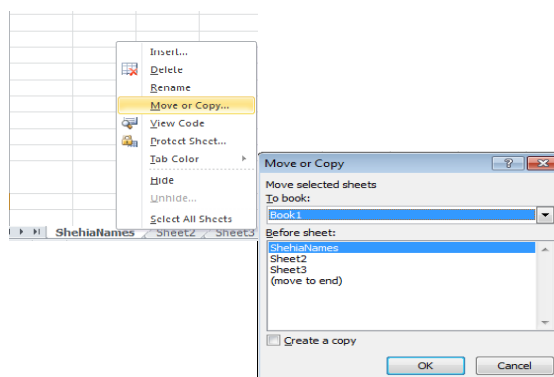 Insert...
Delete
Rename
Move or Copy...
View Code
Protect Sheet...
Tab Color
Hide
Unhide...
Select All Sheets
ShehiaNames Sheet2 Sheet3
Move or Copy
Move selected sheets
To book:
Book1
Before sheet:
ShehiaNames
Sheet2
Sheet3
(move to end)
Create a copy
OK Cancel